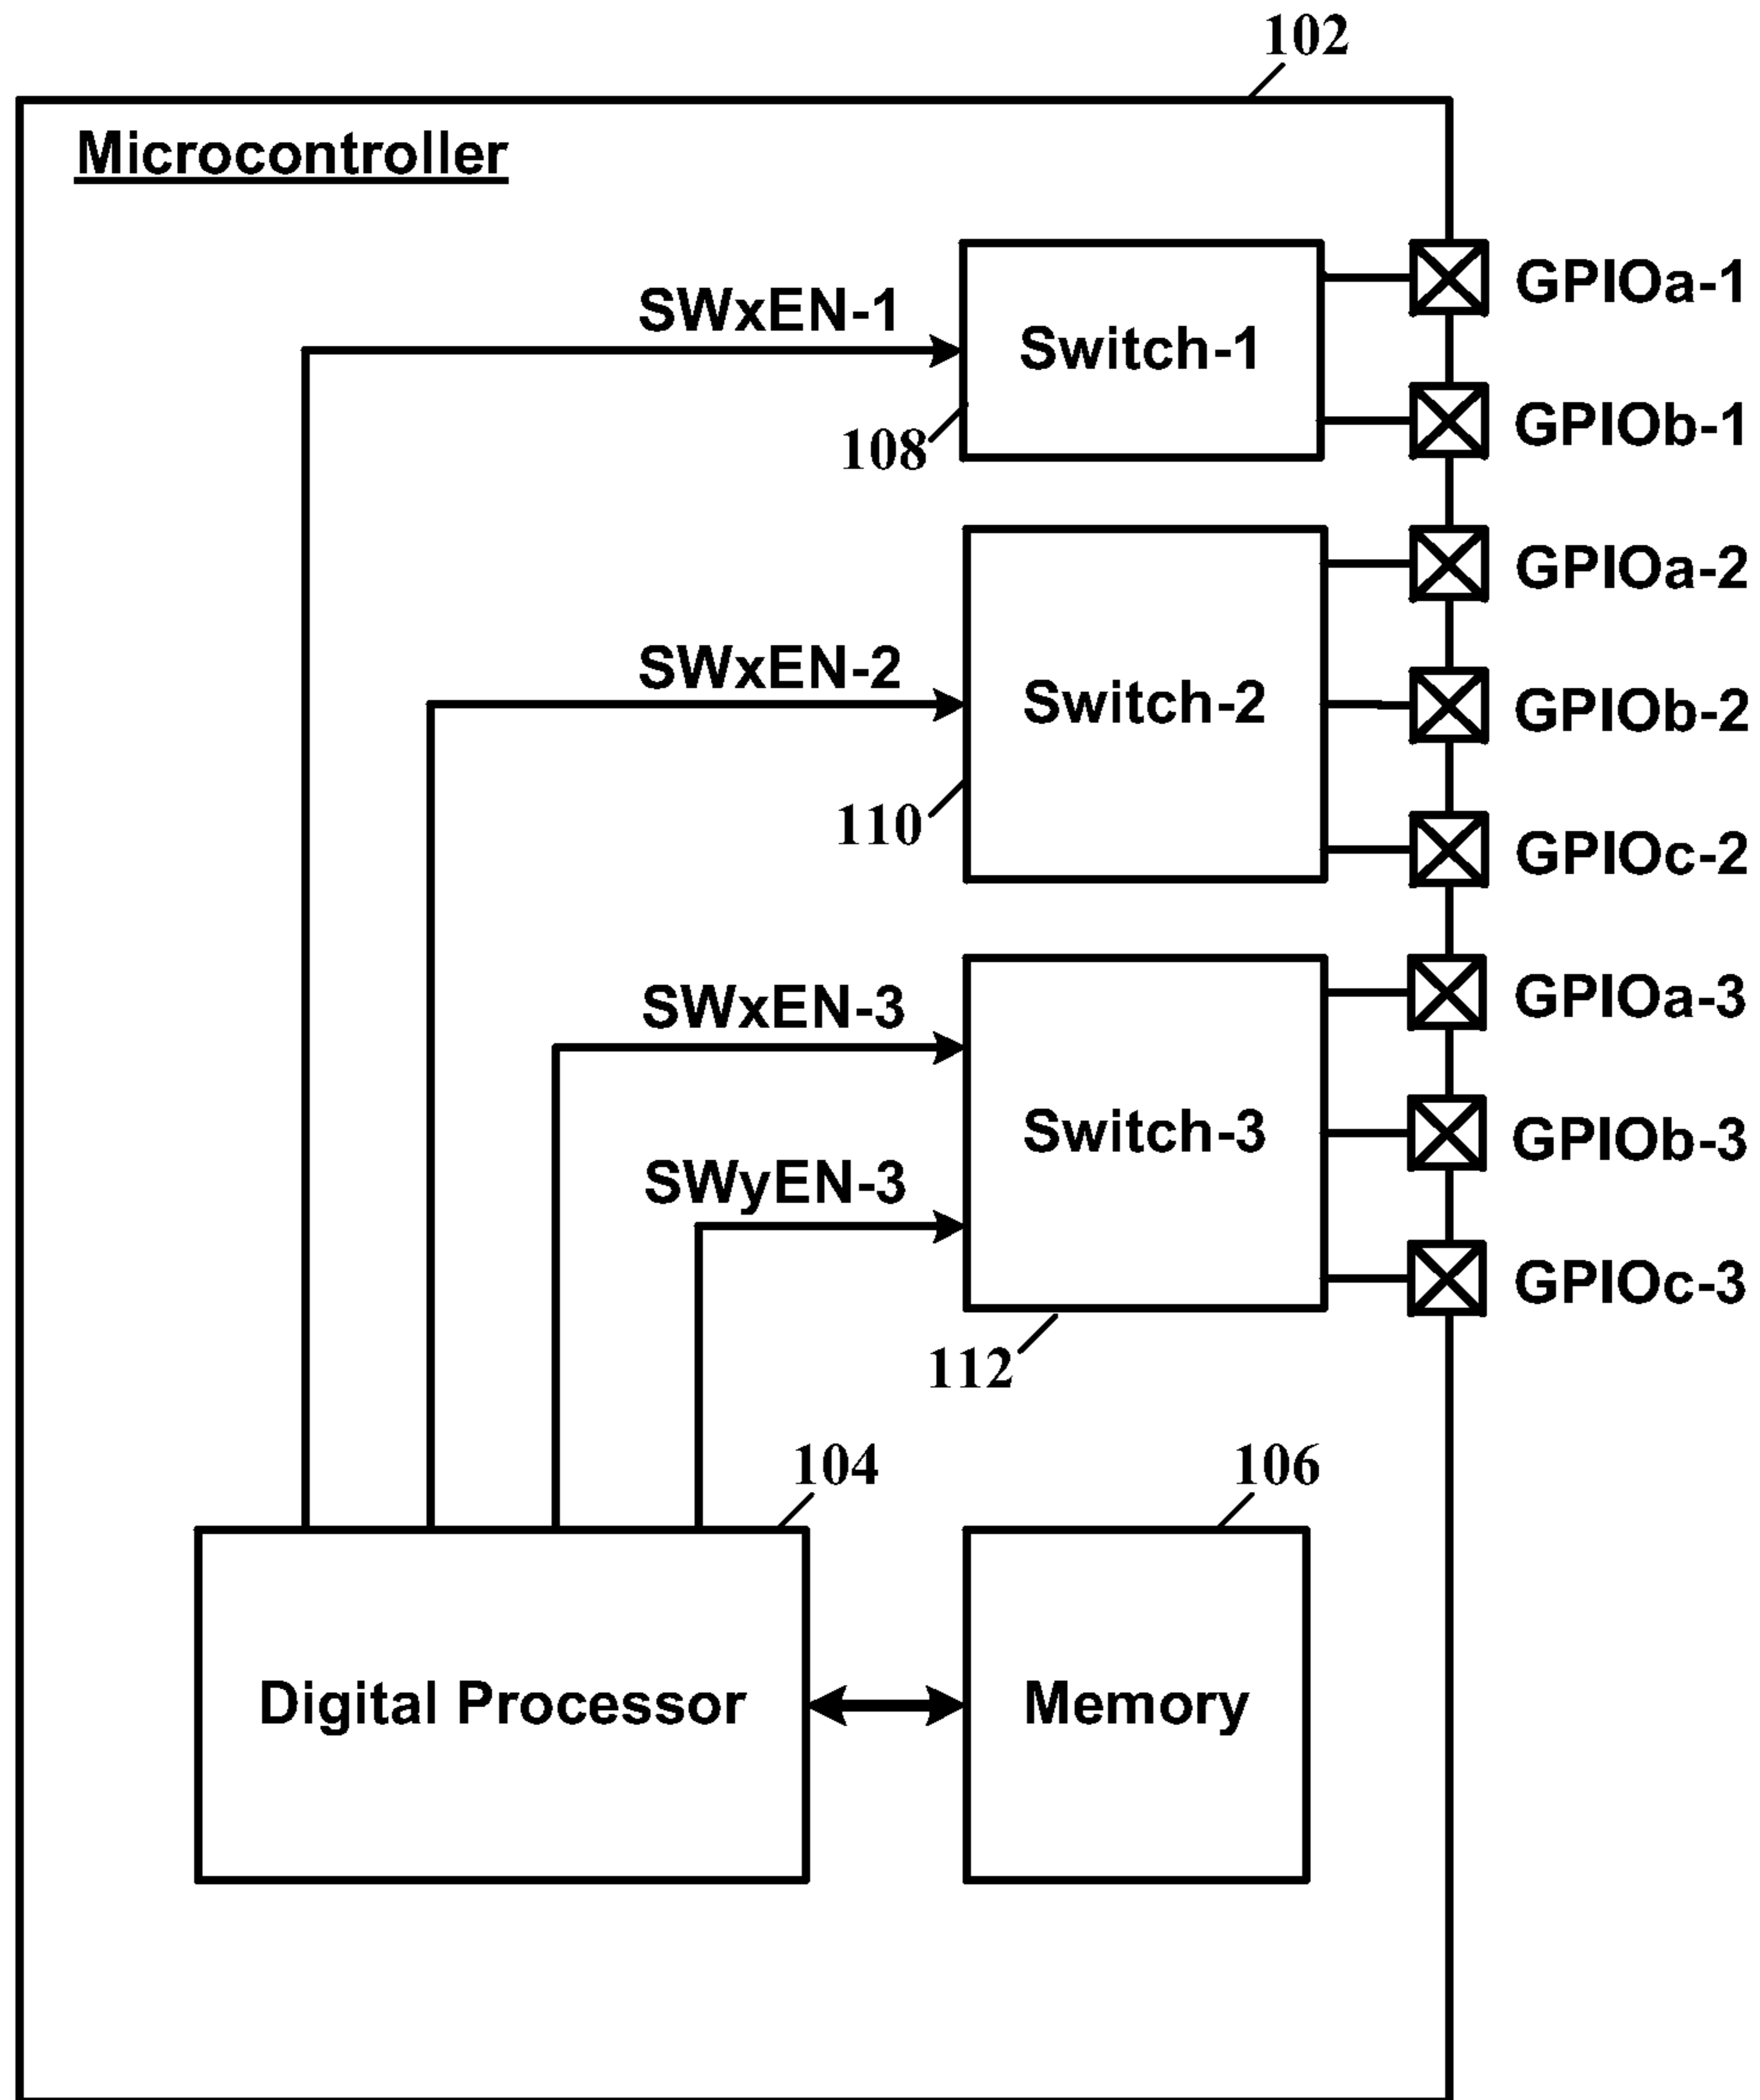 102
Microcontroller
SWxEN-1
Switch-1
108
GPIOa-1
GPIOb-1
SWxEN-2
Switch-2
110
GPIOa-2
GPIOb-2
GPIOc-2
SWxEN-3
SWyEN-3
Switch-3
112
GPIOa-3
GPIOb-3
GPIOc-3
104
106
Digital Processor
Memory